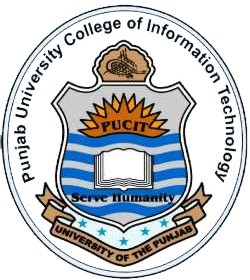 Punjab University College of Information Technology
PUCIT
Serve Humanity
UNIVERSITY OF THE PUNJAB